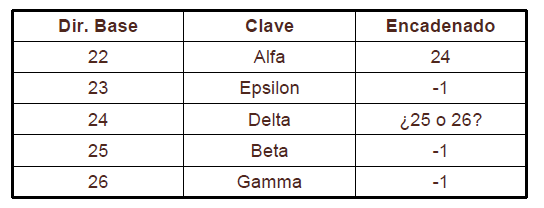 Dir. Base Clave Encadenado
22 Alfa 24
23 Epsilon -1
24 Delta ¿25 o 26?
25 Beta -1
26 Gamma -1